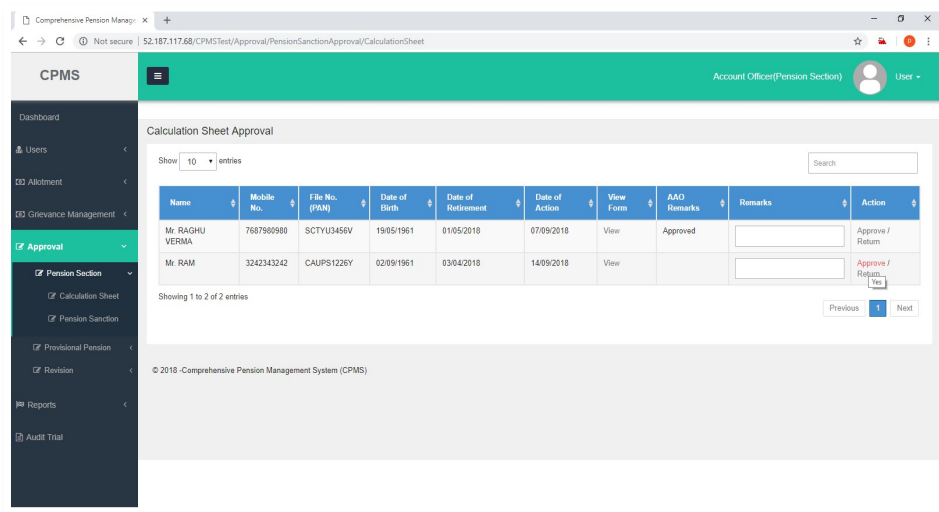 Comprehensive Pension Manage
Not secure | 52.187.117.68/CPMSTest/Approval/PensionSanctionApproval/CalculationSheet
P
CPMS
Account Officer(Pension Section)
User
Dashboard
Users
Allotment
Grievance Management
Approval
Pension Section
Calculation Sheet
Pension Sanction
Provisional Pension
Revision
Reports
Audit Trial
Calculation Sheet Approval
Show 10 entries
Search
Name Mobile No. File No. (PAN) Date of Birth Date of Retirement Date of Action View Form AAO Remarks Remarks Action
Mr. RAGHU VERMA 7687980980 SCTYU3456V 19/05/1961 01/05/2018 07/09/2018 View Approved Approve / Return
Mr. RAM 3242343242 CAUPS1226Y 02/09/1961 03/04/2018 14/09/2018 View Approve / Return
Yes
Showing 1 to 2 of 2 entries
Previous 1 Next
© 2018 -Comprehensive Pension Management System (CPMS)